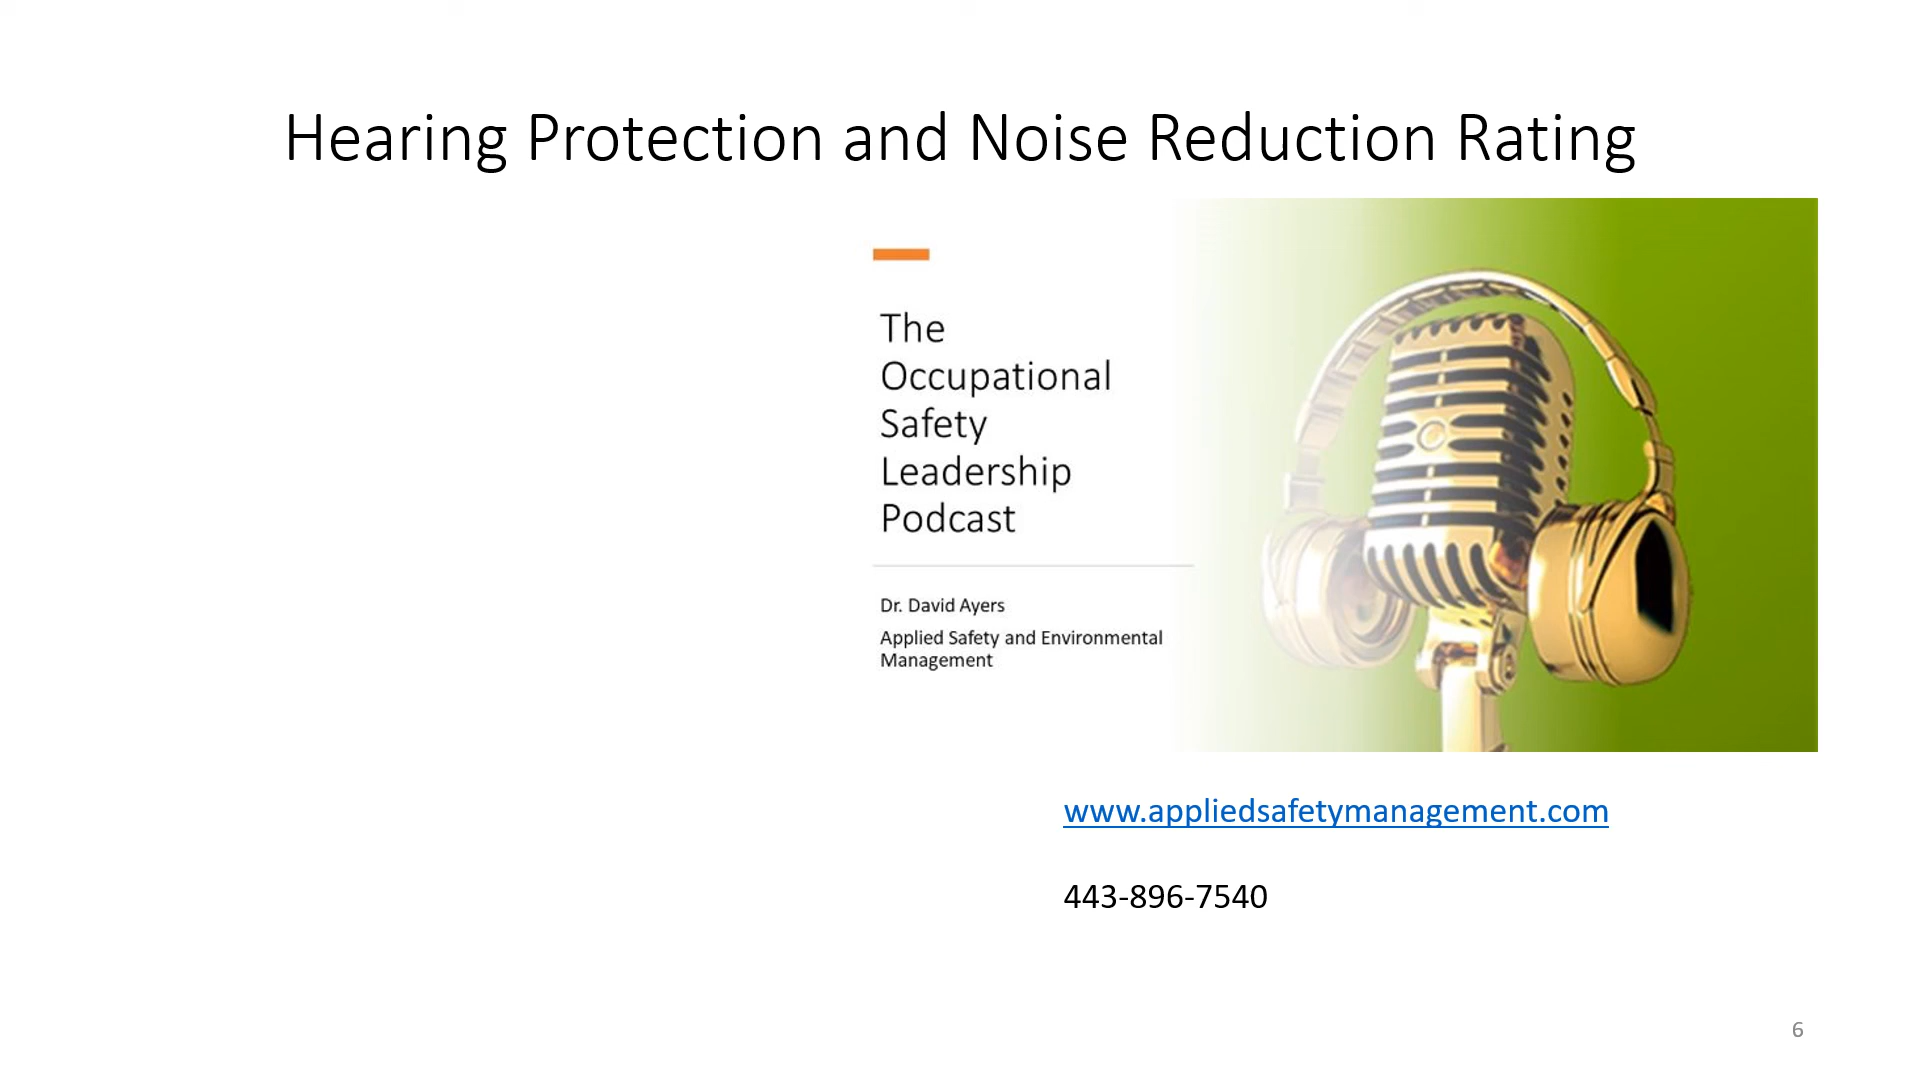 Hearing Protection and Noise Reduction Rating
The
Occupational
Safety
Leadership
Podcast
Dr. David Ayers
Applied Safety and Environmental
Management
www.appliedsafetymanagement.com
443-896-7540
6